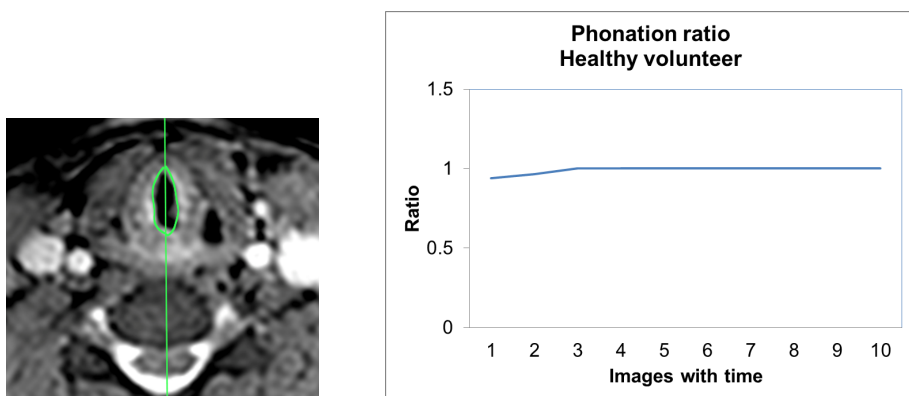 Phonation ratio
Healthy volunteer
1.5
1
0.5
0
Ratio
1 2 3 4 5 6 7 8 9 10
Images with time